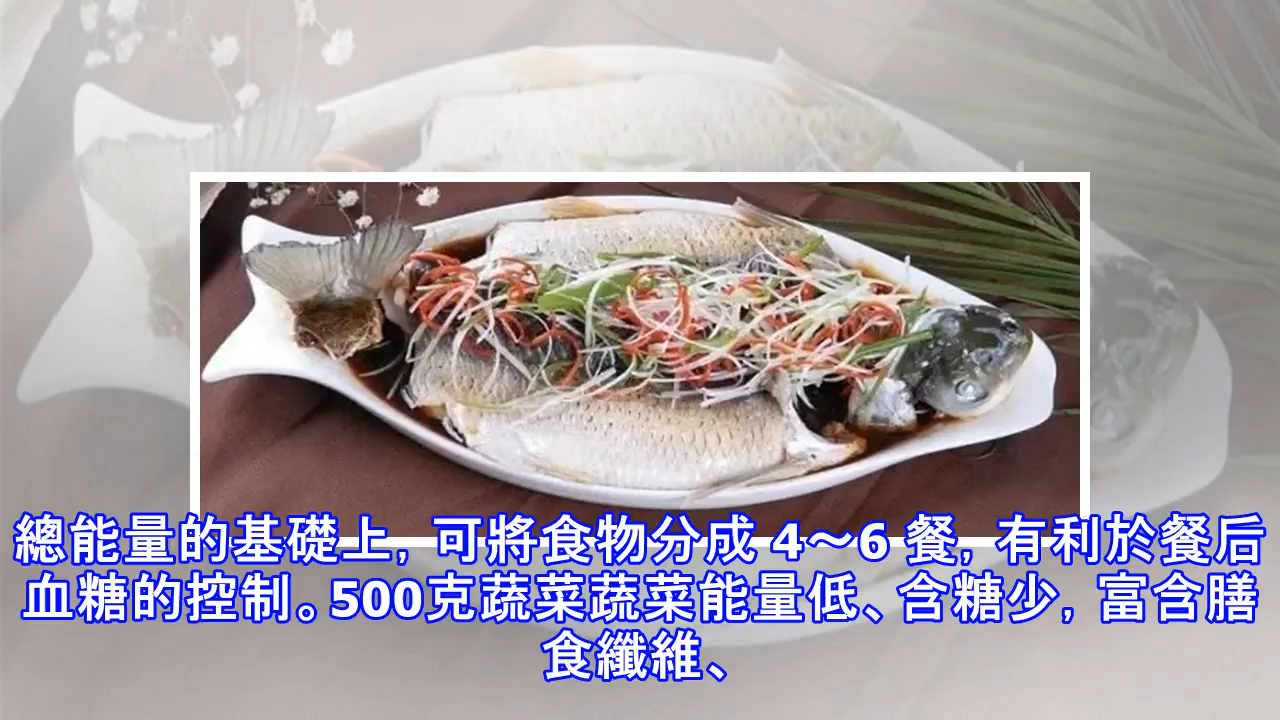 總能量的基礎上, 可將食物分成 4～6 餐, 有利於餐后
血糖的控制。500克蔬菜蔬菜能量低、含糖少, 富含膳
食纖維、